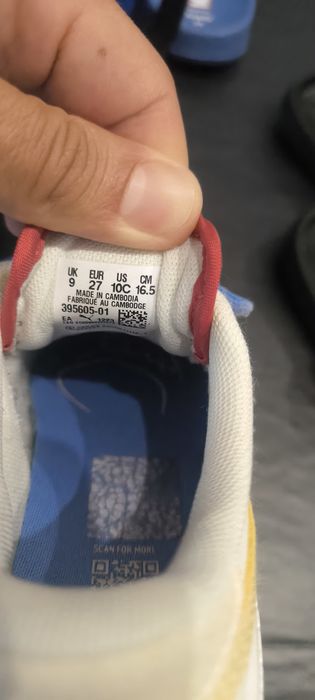 UK EUR US CM
9 27 10C 16.5
MADE IN CAMBODIA
FABRIQUE AU CAMBODGE
395605-01
SCAN FOR MORE